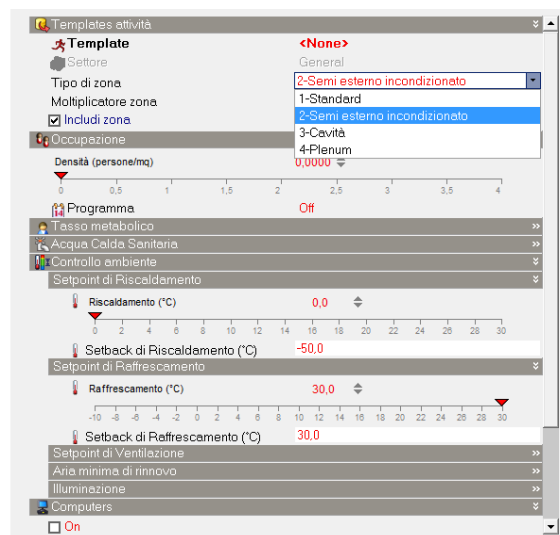 Templates attività
Template <None>
Settore General
Tipo di zona 2-Semi esterno incondizionato
Moltiplicatore zona 1-Standard
2-Semi esterno incondizionato
Includi zona 3-Cavità
4-Plenum
Occupazione
Densità (persone/mq) 0,0000
0 0,5 1 1,5 2 2,5 3 3,5 4
Programma Off
Tasso metabolico
Acqua Calda Sanitaria
Controllo ambiente
Setpoint di Riscaldamento
Riscaldamento (°C) 0,0
0 2 4 6 8 10 12 14 16 18 20 22 24 26 28 30
Setback di Riscaldamento (°C) -50,0
Setpoint di Raffrescamento
Raffrescamento (°C) 30,0
-10 -8 -6 -4 -2 0 2 4 6 8 10 12 14 16 18 20 22 24 26 28 30
Setback di Raffrescamento (°C) 30,0
Setpoint di Ventilazione
Aria minima di rinnovo
Illuminazione
Computers
On